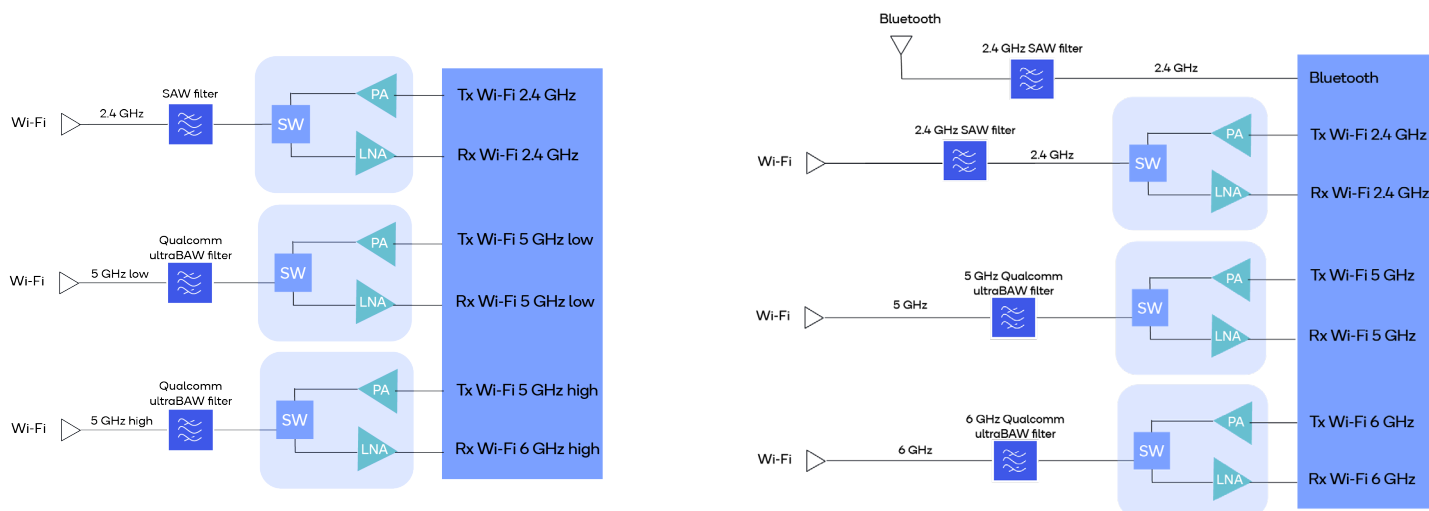 SAW filter
PA
Tx Wi-Fi 2.4 GHz
Wi-Fi
2.4 GHz
SW
LNA
Rx Wi-Fi 2.4 GHz
Qualcomm
ultraBAW filter
PA
Tx Wi-Fi 5 GHz low
Wi-Fi
5 GHz low
SW
LNA
Rx Wi-Fi 5 GHz low
Qualcomm
ultraBAW filter
PA
Tx Wi-Fi 5 GHz high
Wi-Fi
5 GHz high
SW
LNA
Rx Wi-Fi 6 GHz high
Bluetooth
2.4 GHz SAW filter
2.4 GHz
Bluetooth
2.4 GHz SAW filter
PA
Tx Wi-Fi 2.4 GHz
Wi-Fi
2.4 GHz
SW
LNA
Rx Wi-Fi 2.4 GHz
5 GHz Qualcomm
ultraBAW filter
PA
Tx Wi-Fi 5 GHz
Wi-Fi
5 GHz
SW
LNA
Rx Wi-Fi 5 GHz
6 GHz Qualcomm
ultraBAW filter
PA
Tx Wi-Fi 6 GHz
Wi-Fi
6 GHz
SW
LNA
Rx Wi-Fi 6 GHz